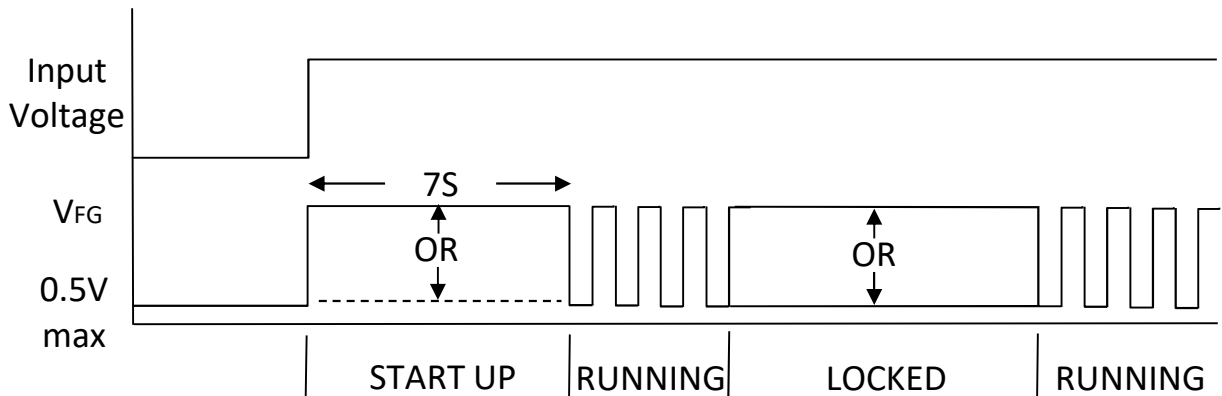 Input
Voltage
7S
VFG
OR
OR
0.5V
max
START UP
RUNNING
LOCKED
RUNNING